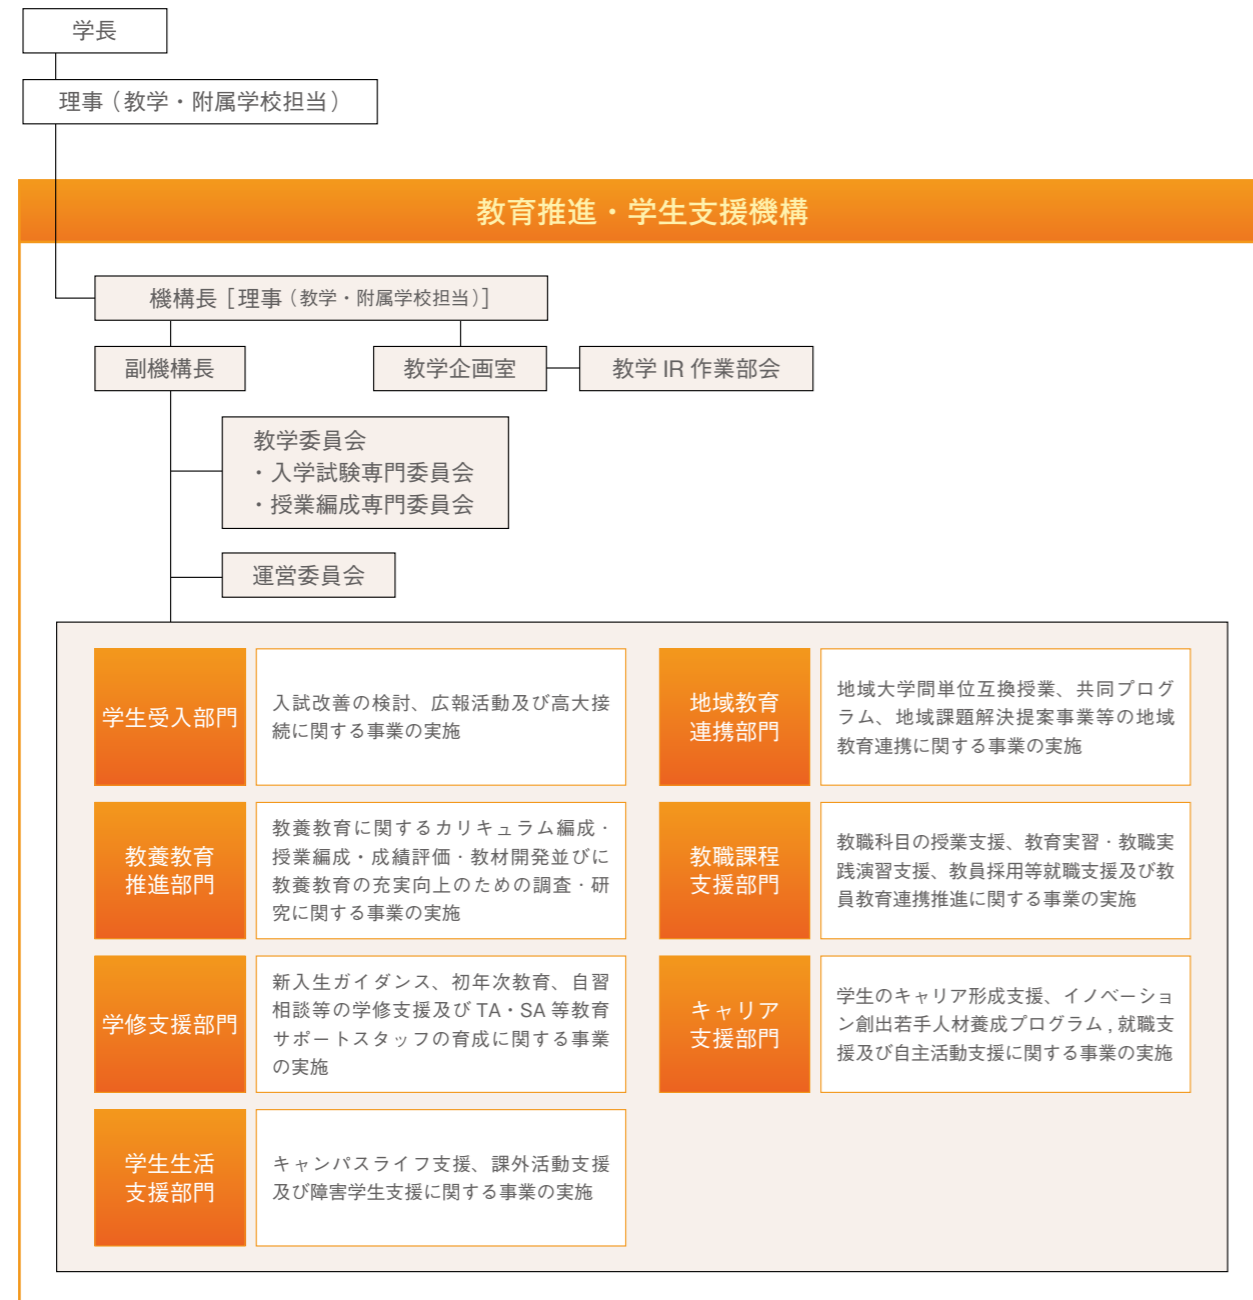 学長
理事（教学・附属学校担当）
教育推進・学生支援機構
機構長［理事（教学・附属学校担当）］
副機構長
教学企画室
教学 IR 作業部会
教学委員会
・入学試験専門委員会
・授業編成専門委員会
運営委員会
学生受入部門
入試改善の検討、広報活動及び高大接
続に関する事業の実施
教養教育
推進部門
教養教育に関するカリキュラム編成・
授業編成・成績評価・教材開発並びに
教養教育の充実向上のための調査・研
究に関する事業の実施
学修支援部門
新入生ガイダンス、初年次教育、自習
相談等の学修支援及び TA・SA 等教育
サポートスタッフの育成に関する事業
の実施
学生生活
支援部門
キャンパスライフ支援、課外活動支援
及び障害学生支援に関する事業の実施
地域教育
連携部門
地域大学間単位互換授業、共同プログ
ラム、地域課題解決提案事業等の地域
教育連携に関する事業の実施
教職課程
支援部門
教職科目の授業支援、教育実習・教職実
践演習支援、教員採用等就職支援及び教
員教育連携推進に関する事業の実施
キャリア
支援部門
学生のキャリア形成支援、イノベーショ
ン創出若手人材養成プログラム , 就職支
援及び自主活動支援に関する事業の実施